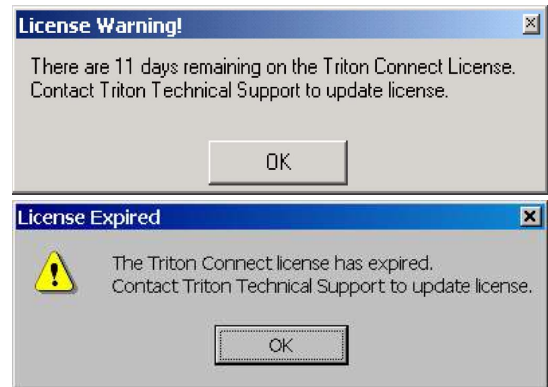 License Warning!
There are 11 days remaining on the Triton Connect License.
Contact Triton Technical Support to update license.
OK
License Expired
The Triton Connect license has expired.
Contact Triton Technical Support to update license.
OK